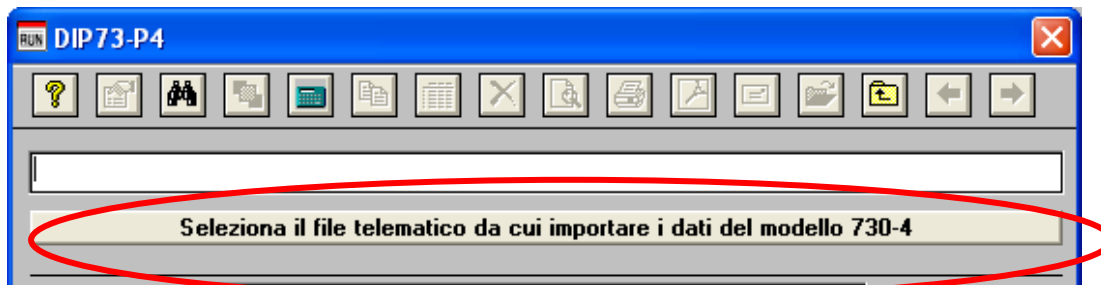 RUN DIP73-P4
Seleziona il file telematico da cui importare i dati del modello 730-4